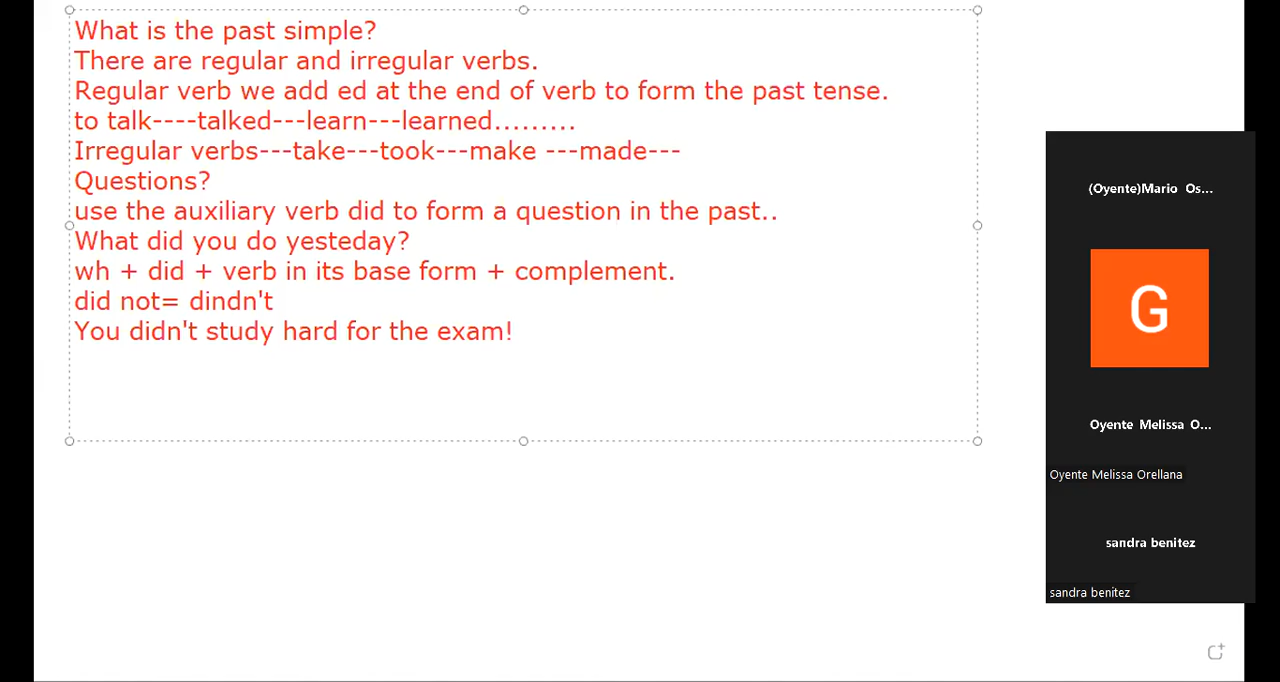 What is the past simple?
There are regular and irregular verbs.
Regular verb we add ed at the end of verb to form the past tense.
to talk----talked---learn---learned.........
Irregular verbs---take---took---make ---made---
Questions?
use the auxiliary verb did to form a question in the past..
What did you do yesteday?
wh + did + verb in its base form + complement.
did not= dindn't
You didn't study hard for the exam!
(Oyente)Mario Os...
G
Oyente Melissa O...
Oyente Melissa Orellana
sandra benitez
sandra benitez